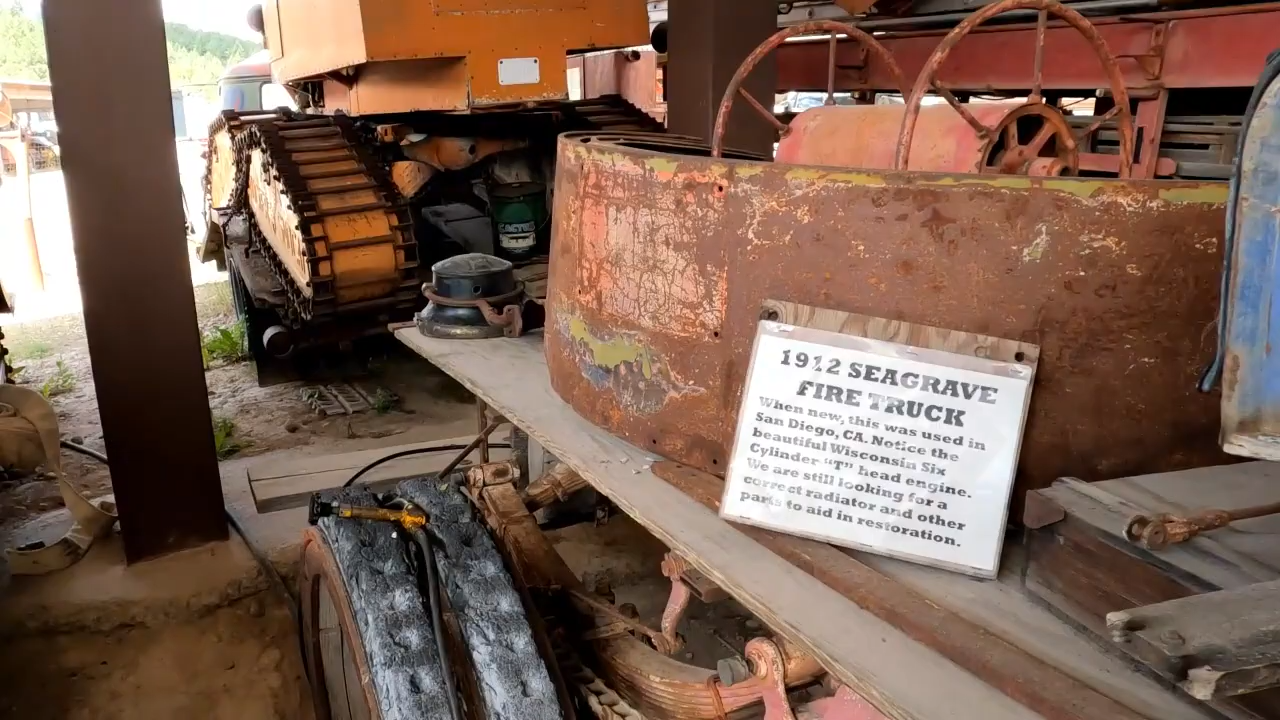 1912 SEAGRAVE
FIRE TRUCK
When new, this was used in
San Diego, CA. Notice the
beautiful Wisconsin Six
Cylinder "T" head engine.
We are still looking for a
correct radiator and other
parts to aid in restoration.